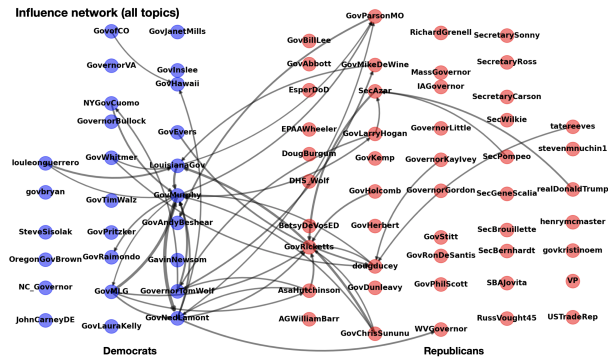 Influence network (all topics)
GovofCO
GovJanetMills
GovernorVA
GovInslee
GovHawaii
NYGovCuomo
GovernorBullock
GovEvers
GovWhitmer
louleonguerrero
LouisianaGov
govbryan
GovTimWalz
GovMurphy
GovAndyBeshear
SteveSisolak
GovPritzker
OregonGovBrown
GovRaimondo
GavinNewsom
NC_Governor
GovMLG
GovernorTomWolf
JohnCarneyDE
GovLauraKelly
GovNedLamont
Democrats
GovParsonMO
GovBillLee
GovAbbott
GovMikeDeWine
EsperDoD
SecAzar
EPAAWheeler
GovLarryHogan
DougBurgum
GovKemp
DHS_Wolf
GovHolcomb
BetsyDeVosED
GovHerbert
GovRicketts
dougducey
AsaHutchinson
GovDunleavy
AGWilliamBarr
GovChrisSununu
RichardGrenell
SecretarySonny
MassGovernor
IAGovernor
SecretaryRoss
SecretaryCarson
GovernorLittle
SecWilkie
tatereeves
GovernorKayIvey
SecPompeo
stevenmnuchin1
GovernorGordon
SecGeneScalia
realDonaldTrump
GovStitt
SecBrouillette
henrymcmaster
GovRonDeSantis
SecBernhardt
govkristinoem
GovPhilScott
SBAJovita
VP
WVGovernor
RussVought45
USTradeRep
Republicans